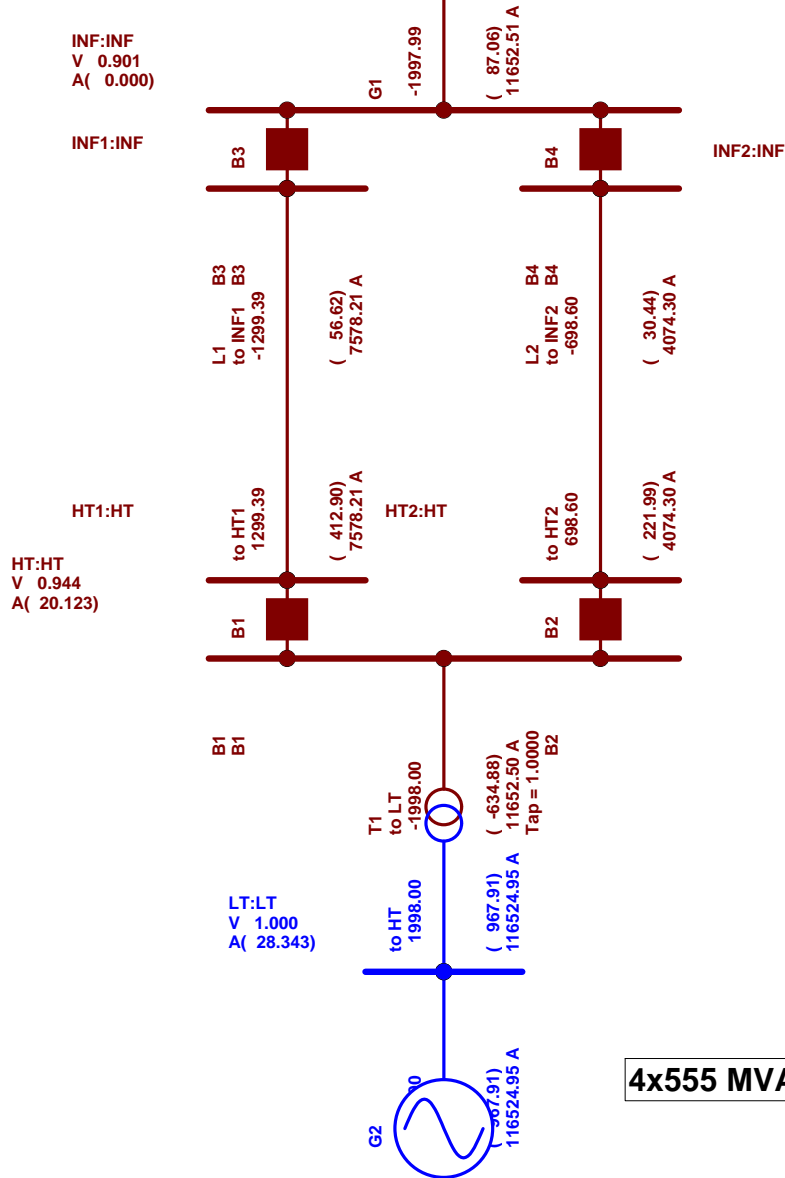 INF:INF
V 0.901
A( 0.000)
G1
-1997.99
( 87.06)
11652.51 A
INF1:INF
B3
B4
INF2:INF
L1 B3
to INF1 B3
-1299.39
( 56.62)
7578.21 A
L2 B4
to INF2 B4
-698.60
( 30.44)
4074.30 A
HT1:HT
to HT1
1299.39
( 412.90)
7578.21 A
HT2:HT
to HT2
698.60
( 221.99)
4074.30 A
HT:HT
V 0.944
A( 20.123)
B1
B2
B1
B1
T1
to LT
-1998.00
( -634.88)
11652.50 A
Tap = 1.0000
B2
LT:LT
V 1.000
A( 28.343)
to HT
1998.00
( 967.91)
116524.95 A
G2
116524.95 A
4x555 MVA